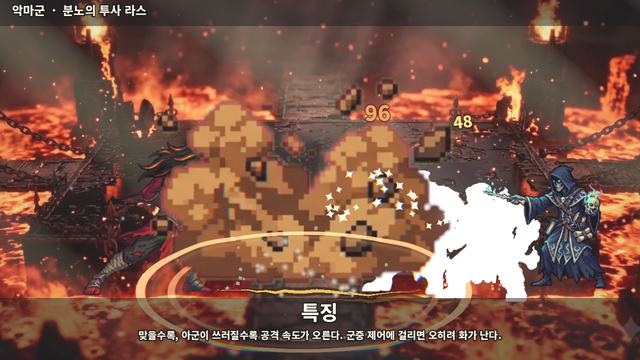 악마군 · 분노의 투사 라스
96
48
특징
맞을수록, 아군이 쓰러질수록 공격 속도가 오른다. 군중 제어에 걸리면 오히려 화가 난다.